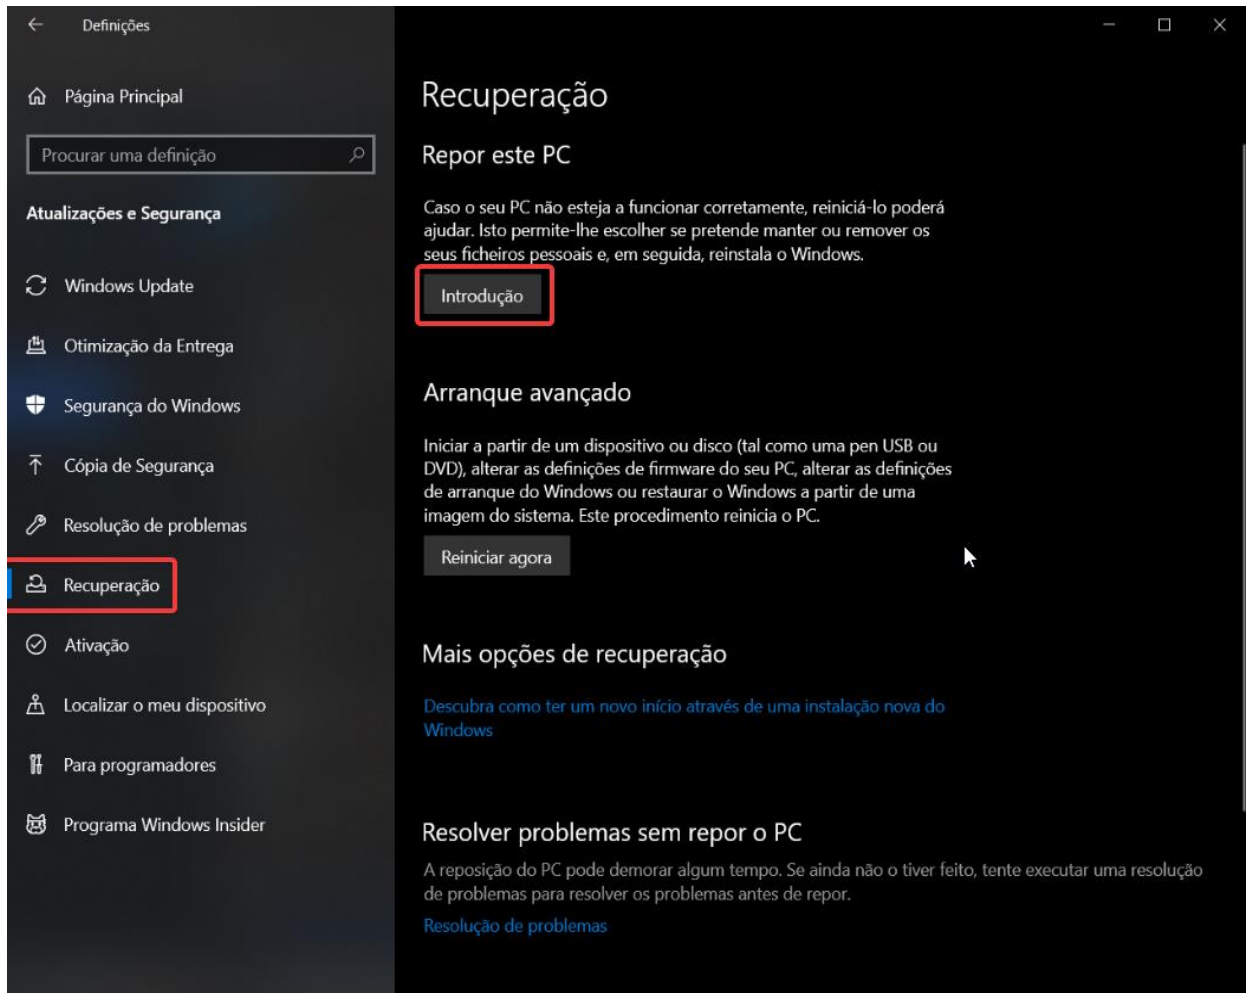 Definições
Página Principal
Procurar uma definição
Atualizações e Segurança
Windows Update
Otimização da Entrega
Segurança do Windows
Cópia de Segurança
Resolução de problemas
Recuperação
Ativação
Localizar o meu dispositivo
Para programadores
Programa Windows Insider
Recuperação
Repor este PC
Caso o seu PC não esteja a funcionar corretamente, reiniciá-lo poderá
ajudar. Isto permite-lhe escolher se pretende manter ou remover os
seus ficheiros pessoais e, em seguida, reinstala o Windows.
Introdução
Arranque avançado
Iniciar a partir de um dispositivo ou disco (tal como uma pen USB ou
DVD), alterar as definições de firmware do seu PC, alterar as definições
de arranque do Windows ou restaurar o Windows a partir de uma
imagem do sistema. Este procedimento reinicia o PC.
Reiniciar agora
Mais opções de recuperação
Descubra como ter um novo início através de uma instalação nova do
Windows
Resolver problemas sem repor o PC
A reposição do PC pode demorar algum tempo. Se ainda não o tiver feito, tente executar uma resolução
de problemas para resolver os problemas antes de repor.
Resolução de problemas